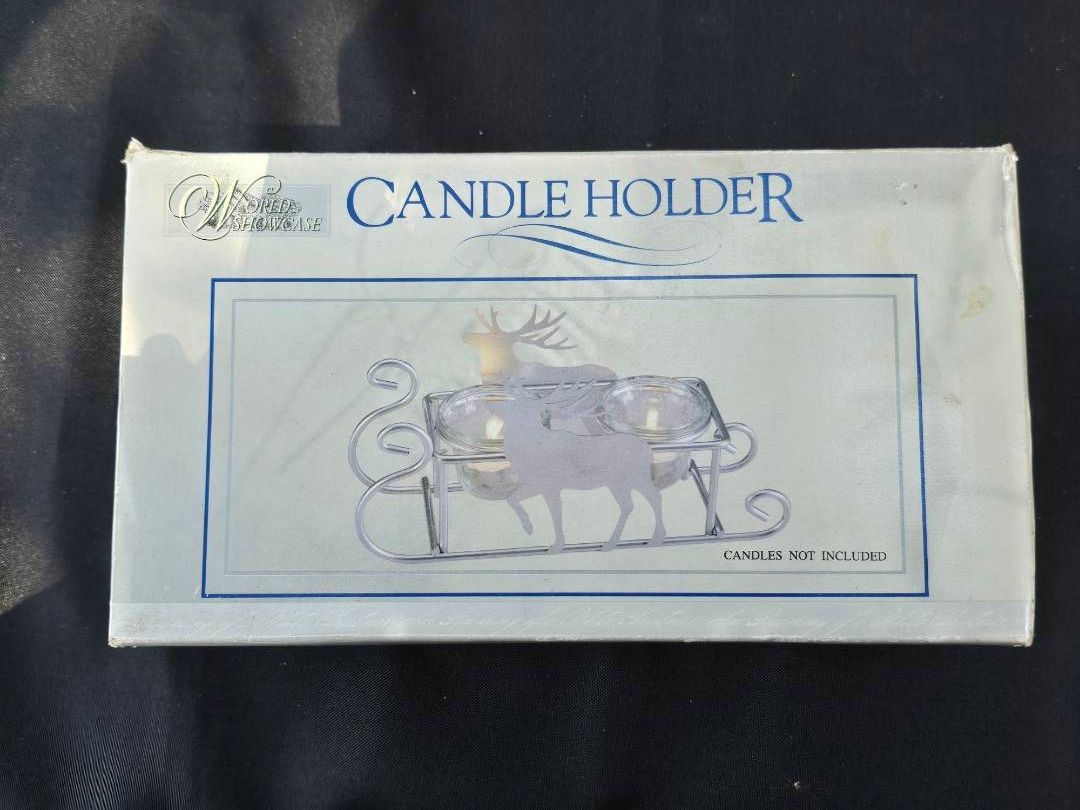 WORLD
SHOWCASE
CANDLE HOLDER
CANDLES NOT INCLUDED